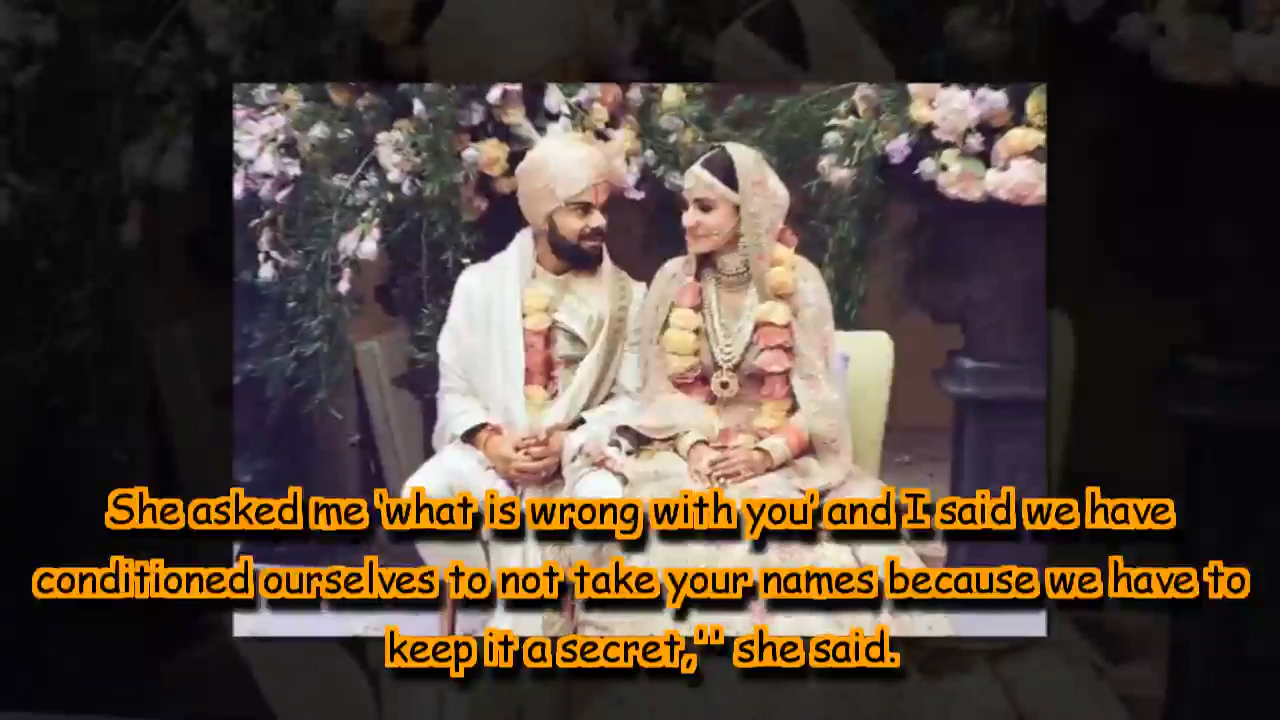 She asked me ‘what is wrong with you’ and I said we have
conditioned ourselves to not take your names because we have to
keep it a secret,'' she said.